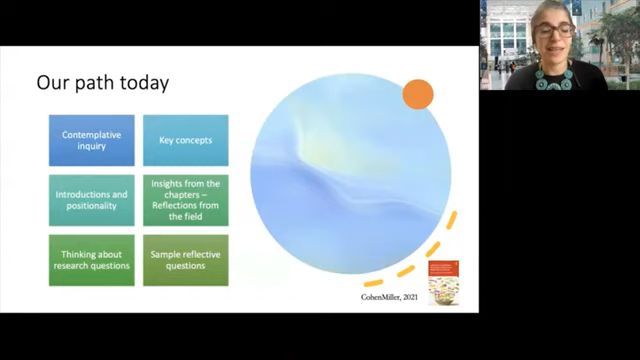 Our path today
Contemplative
inquiry
Key concepts
Introductions and
positionality
Insights from the
chapters –
Reflections from
the field
Thinking about
research questions
Sample reflective
questions
CohenMiller, 2021